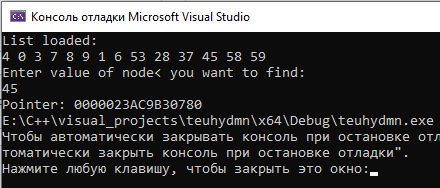 Консоль отладки Microsoft Visual Studio
List loaded:
4 0 3 7 8 9 1 6 53 28 37 45 58 59
Enter value of node< you want to find:
45
Pointer: 0000023AC9B30780
E:\C++\visual_projects\teuhydmn\x64\Debug\teuhydmn.exe
Чтобы автоматически закрывать консоль при остановке
томатически закрыть консоль при остановке отладки".
Нажмите любую клавишу, чтобы закрыть это окно: